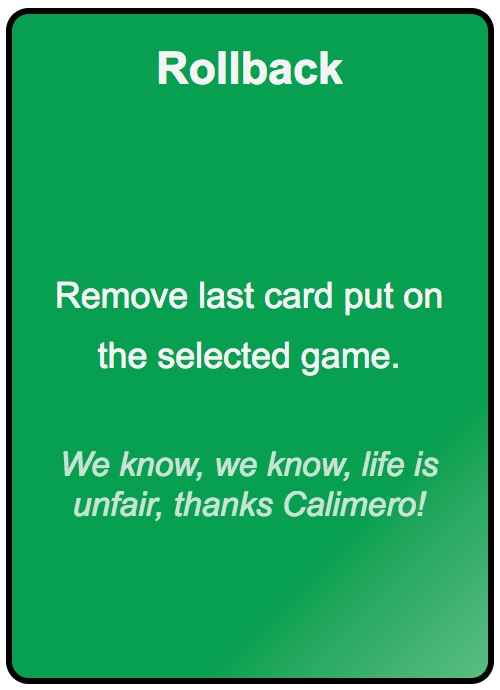 Rollback
Remove last card put on
the selected game.
We know, we know, life is
unfair, thanks Calimero!